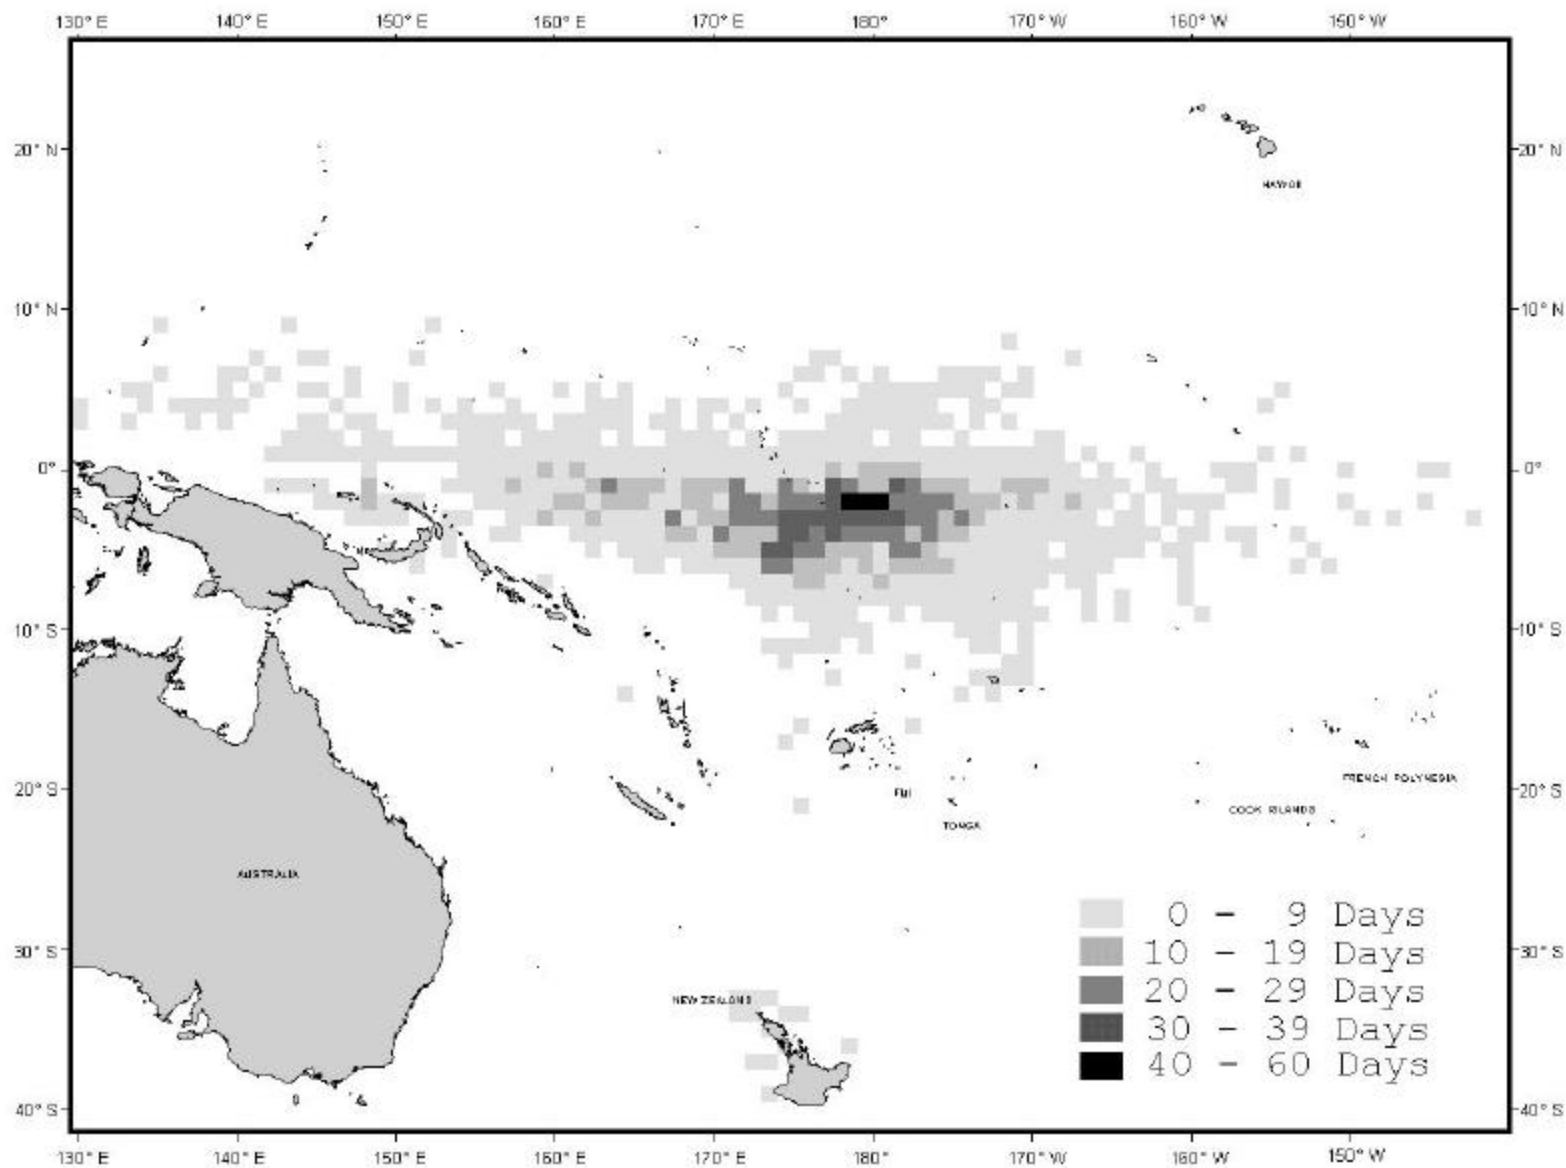 130° E 140° E 150° E 160° E 170° E 180° 170° W 160° W 150° W
20° N 20° N
HAWAII
10° N 10° N
0° 0°
10° S 10° S
FRENCH POLYNESIA
20° S FIJI 20° S
COOK ISLANDS
TONGA
AUSTRALIA
0 - 9 Days
30° S 10 - 19 Days 30° S
20 - 29 Days
NEW ZEALAND
30 - 39 Days
40 - 60 Days
40° S 40° S
130° E 140° E 150° E 160° E 170° E 180° 170° W 160° W 150° W